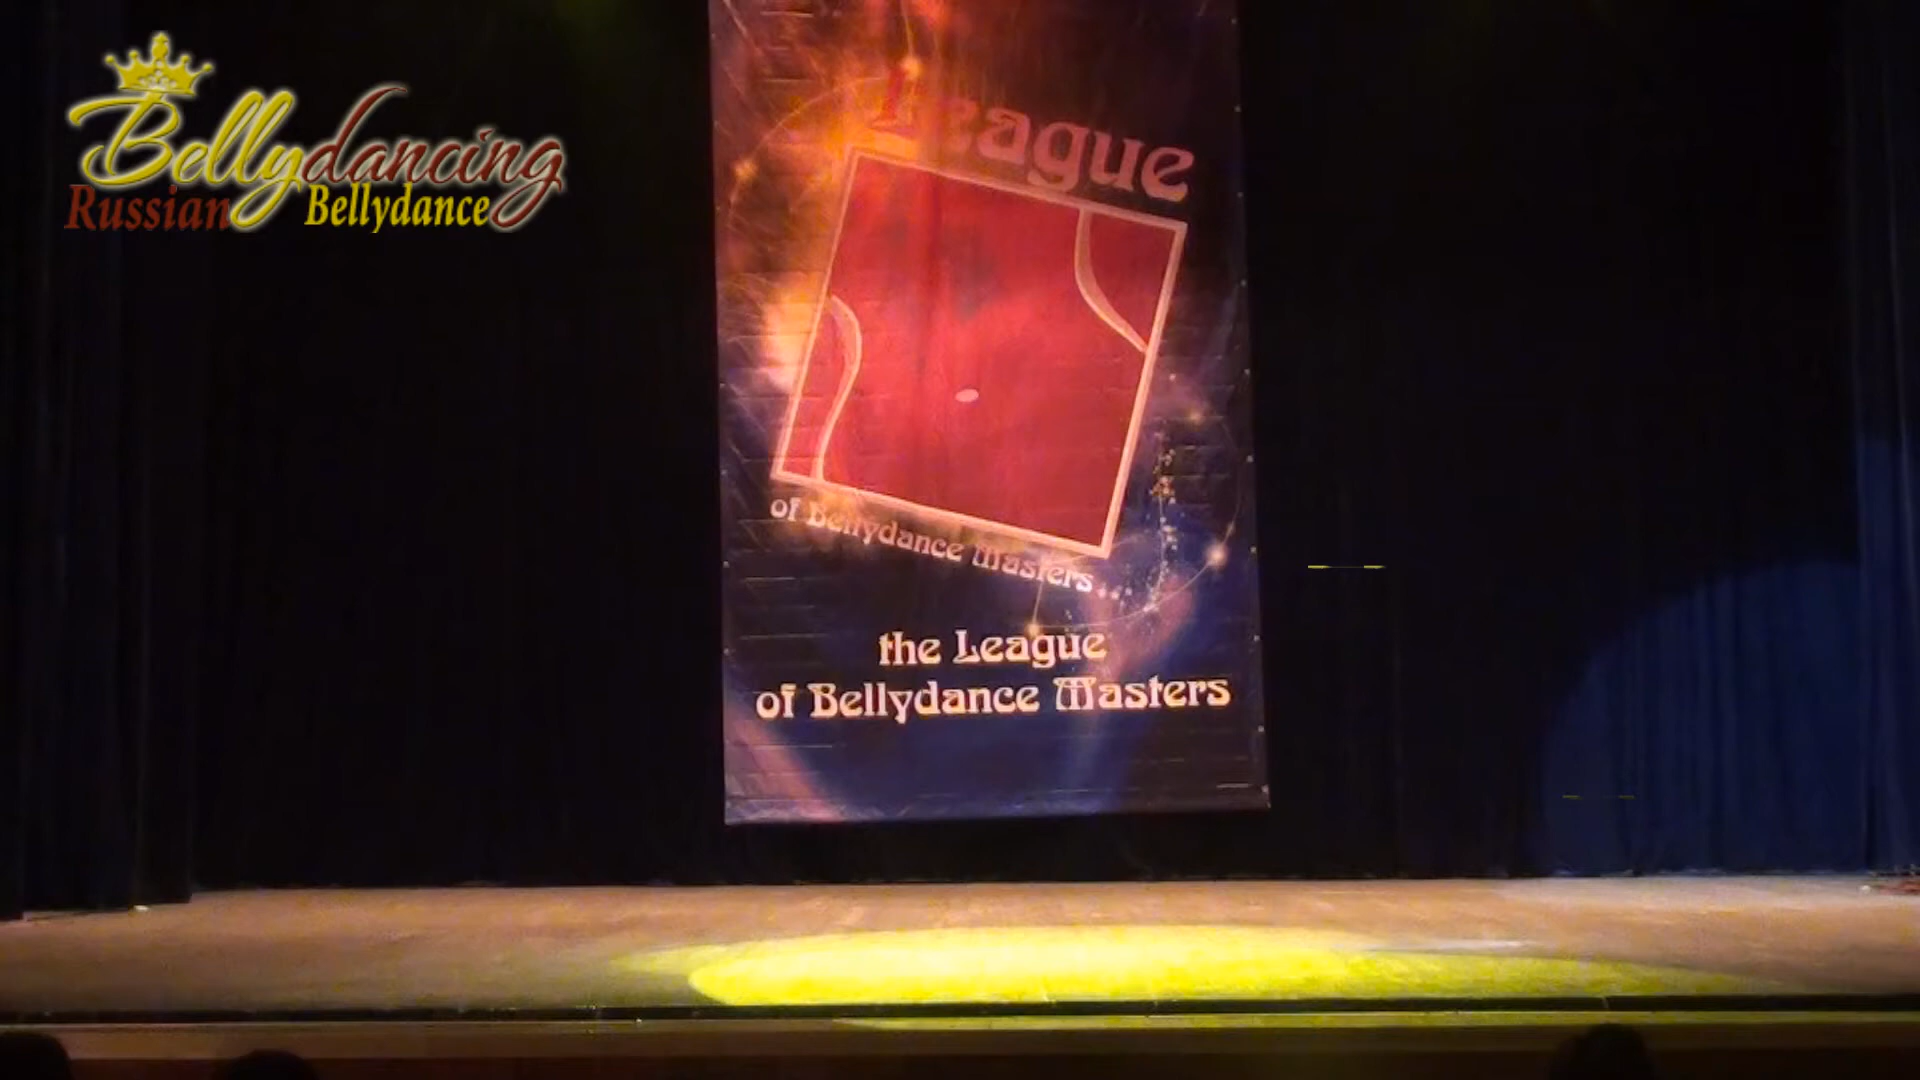 Bellydancing
Russian Bellydance
League
of Bellydance Masters...
the League
of Bellydance Masters